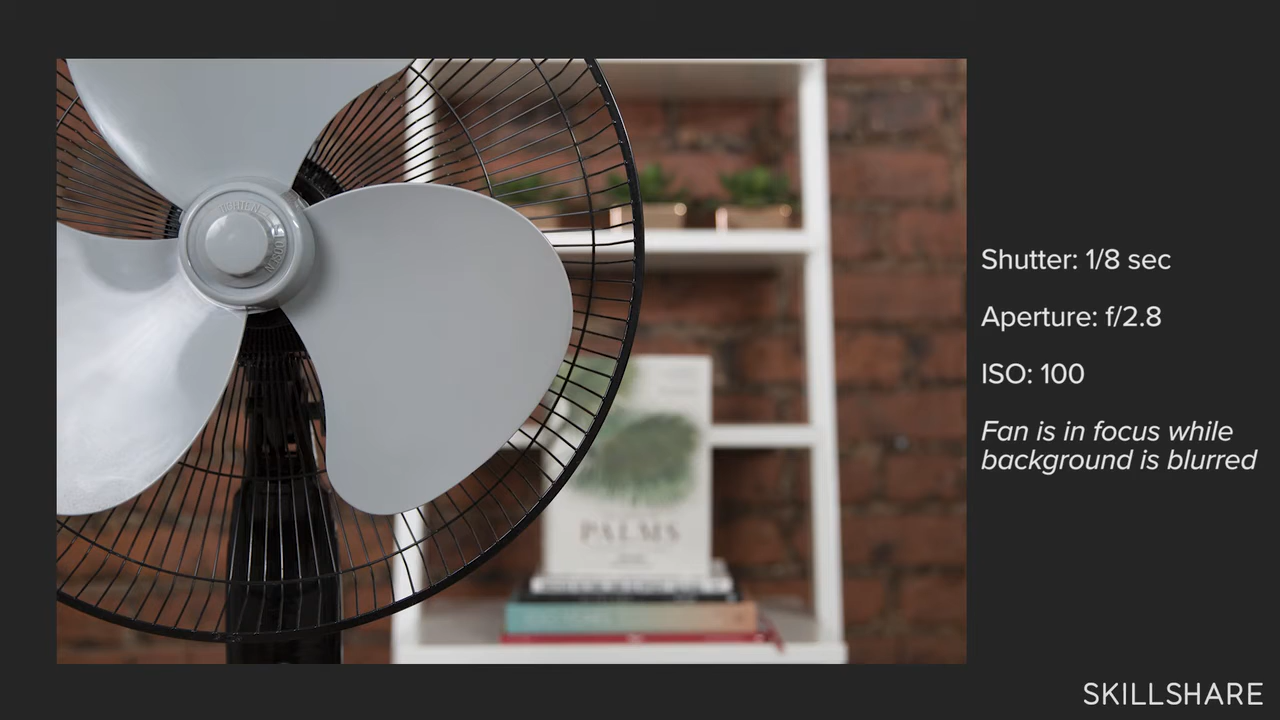 PALMS
Shutter: 1/8 sec
Aperture: f/2.8
ISO: 100
Fan is in focus while
background is blurred
SKILLSHARE